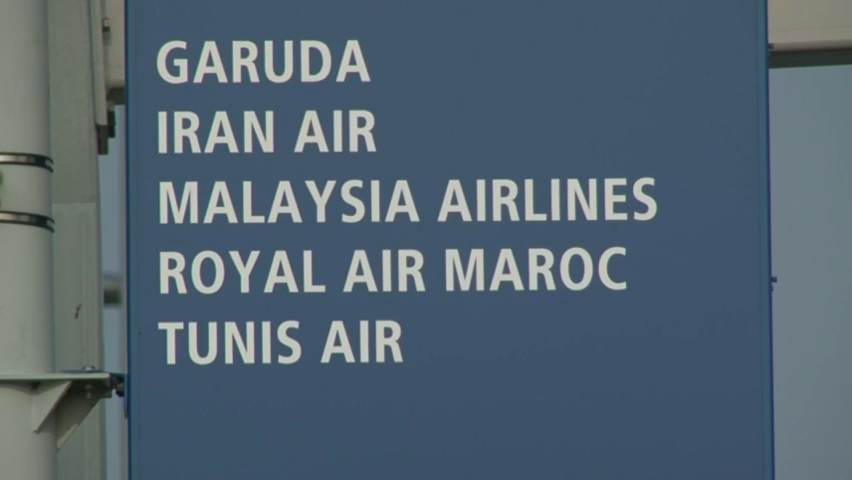 GARUDA
IRAN AIR
MALAYSIA AIRLINES
ROYAL AIR MAROC
TUNIS AIR